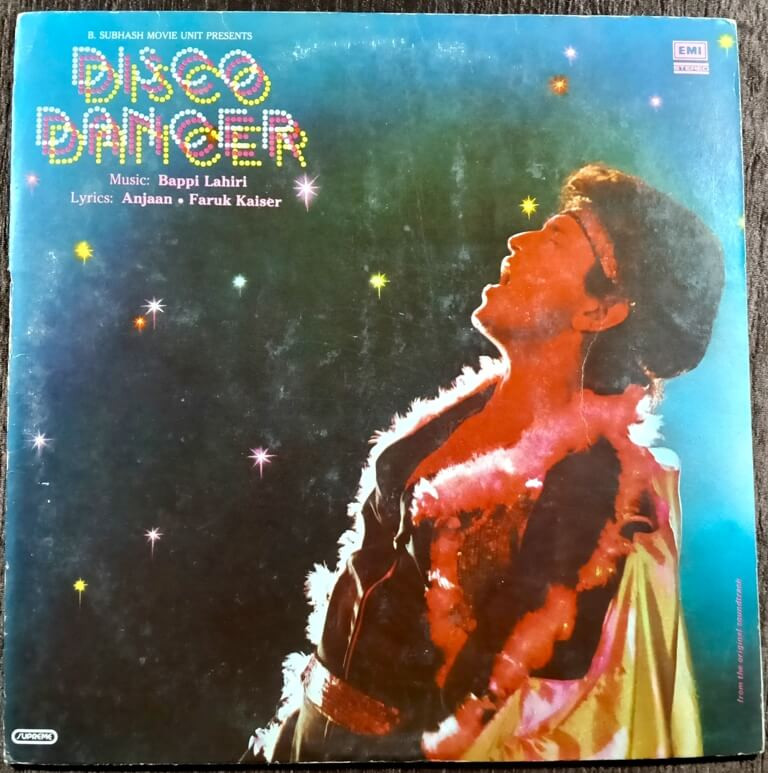 B. SUBHASH MOVIE UNIT PRESENTS
DISCO
DANCER
Music: Bappi Lahiri
Lyrics: Anjaan • Faruk Kaiser
EMI
STEREO
from the original soundtrack
SUPREME